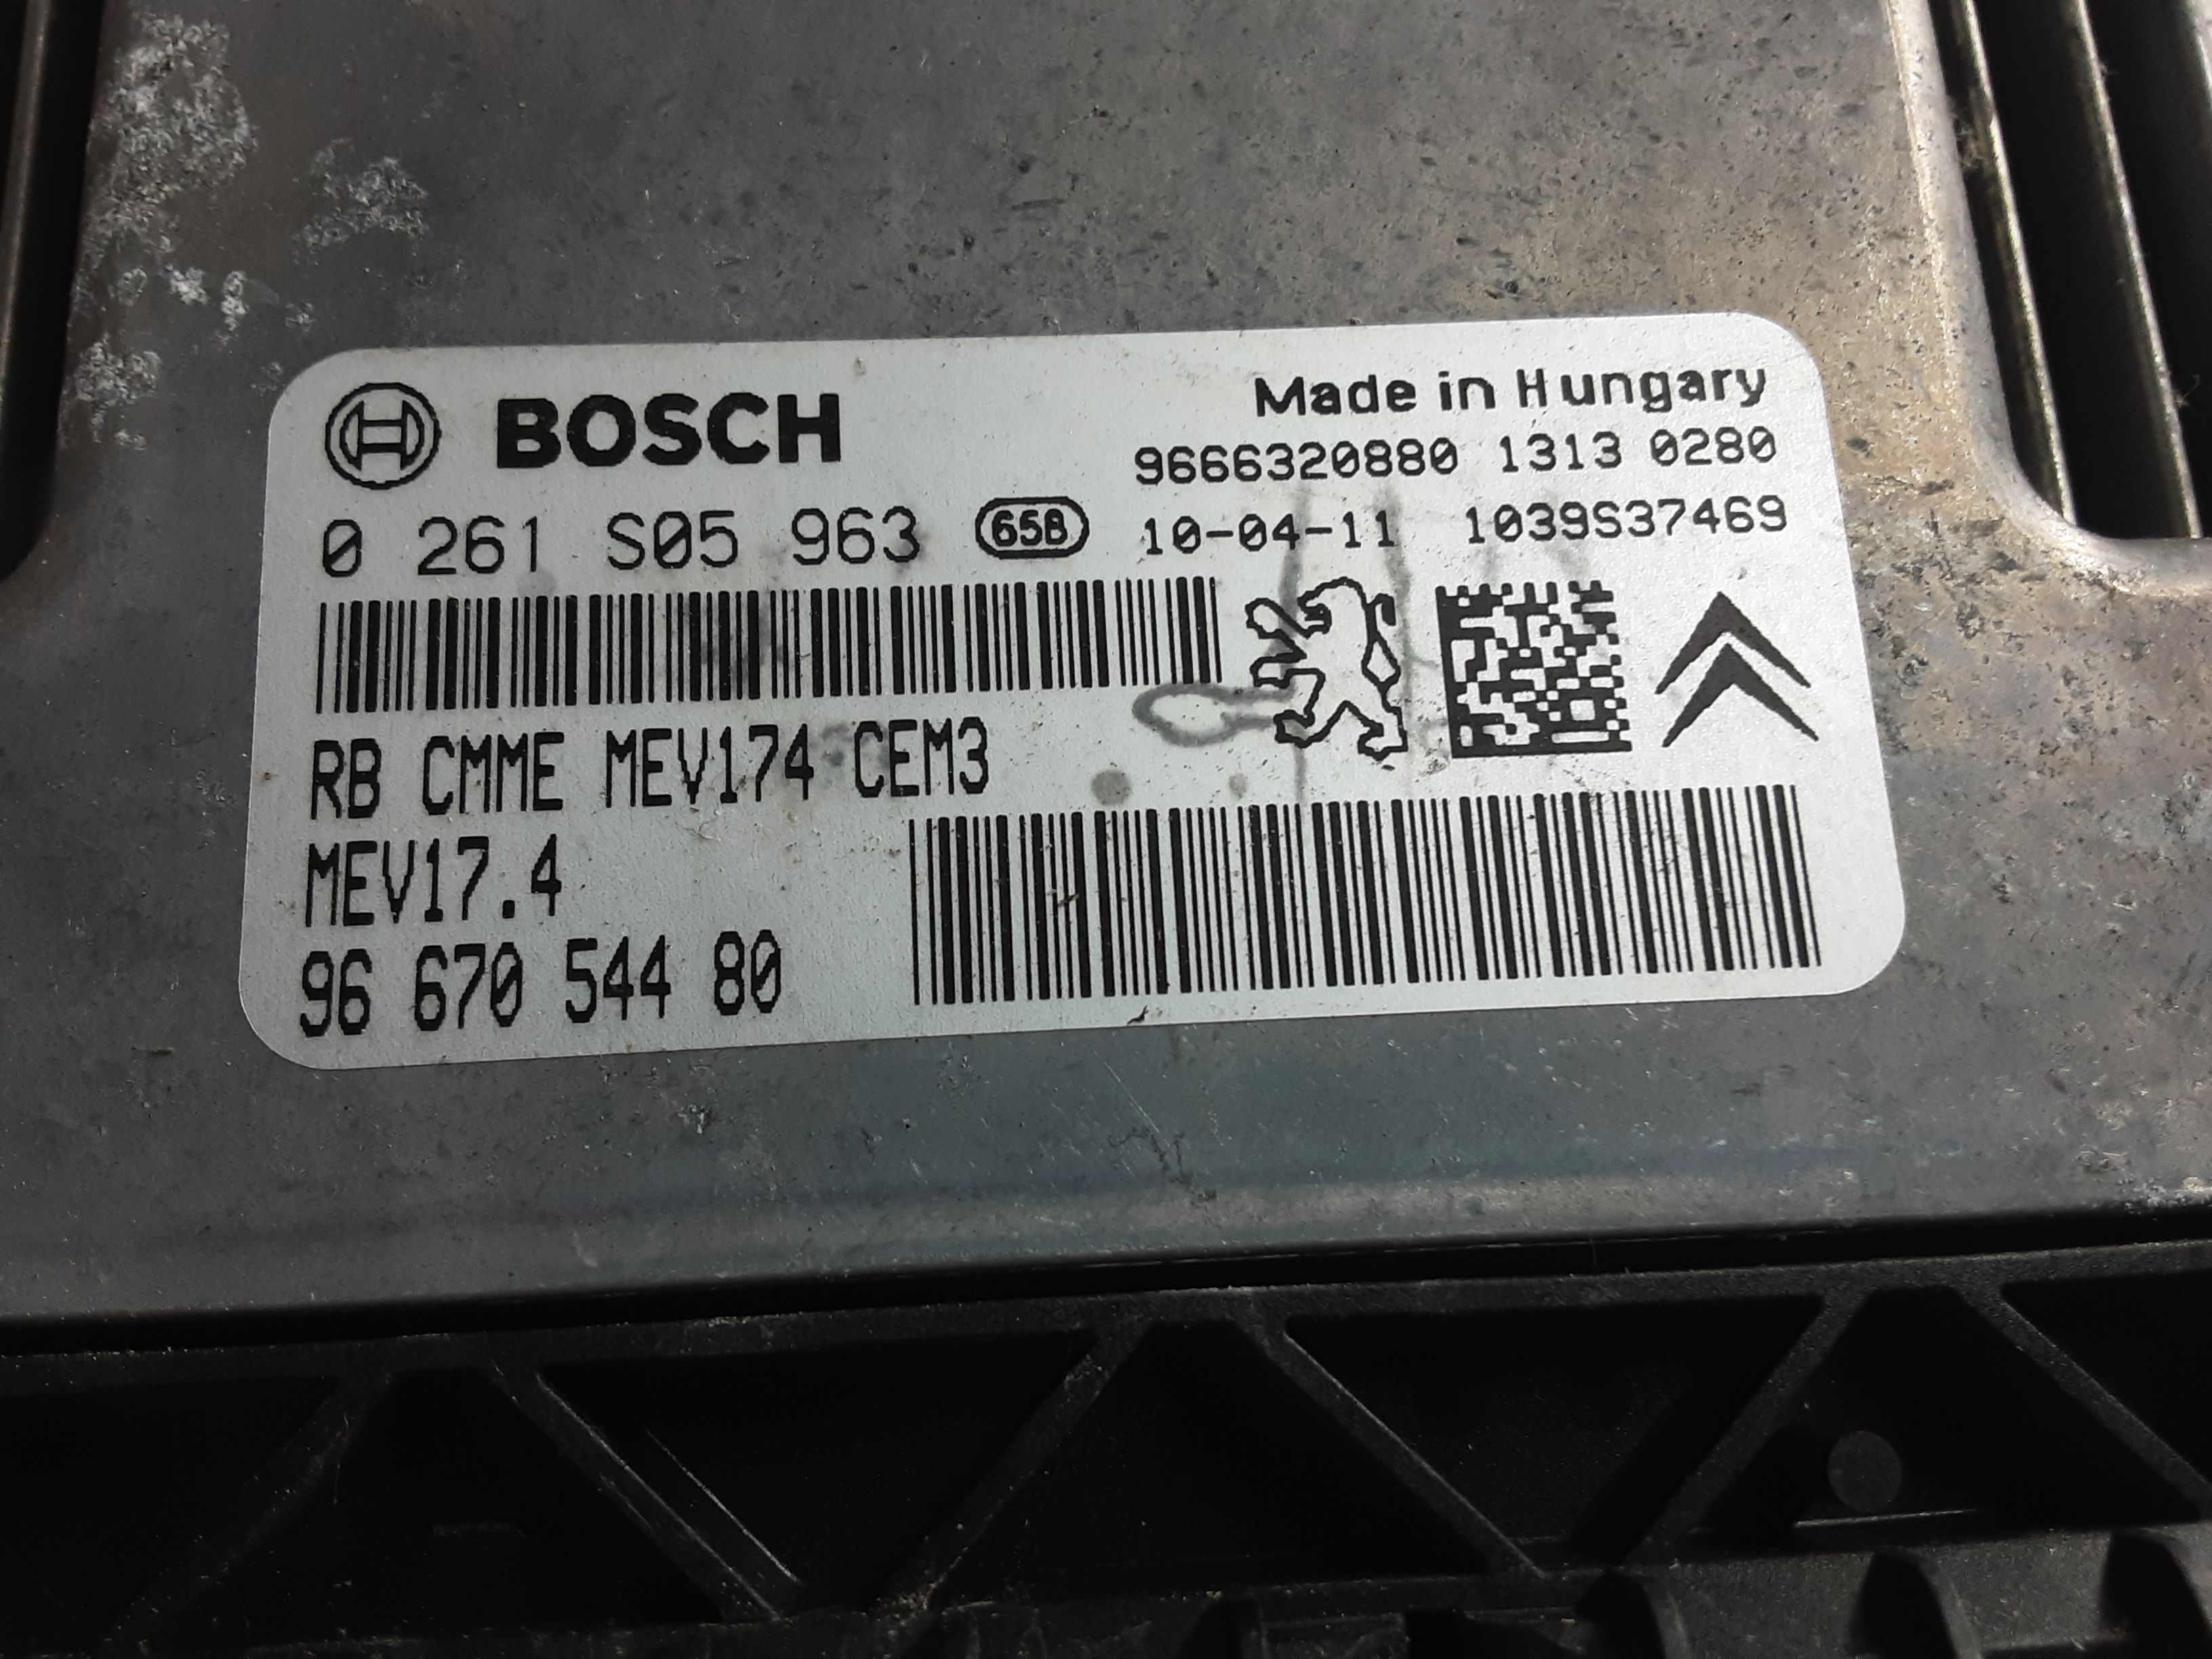 BOSCH
Made in Hungary
9666320880 1313 0280
0 261 S05 963 65B 10-04-11 1039S37469
RB CMME MEV174 CEM3
MEV17.4
96 670 544 80